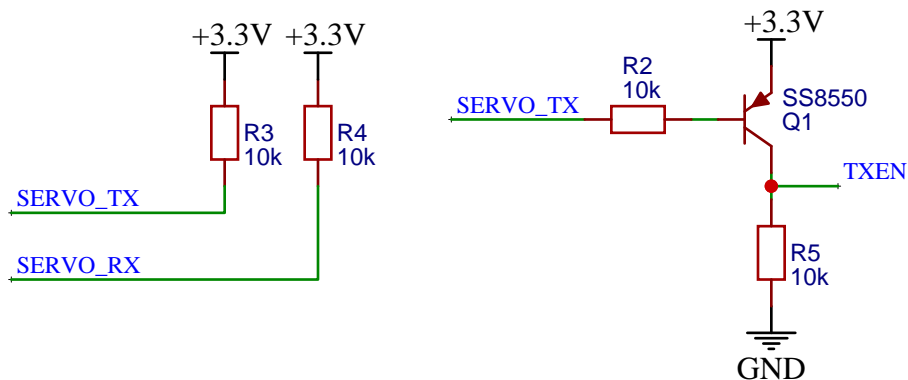 +3.3V
+3.3V
R3
10k
R4
10k
SERVO_TX
SERVO_RX
+3.3V
R2
10k
SERVO_TX
SS8550
Q1
TXEN
R5
10k
GND